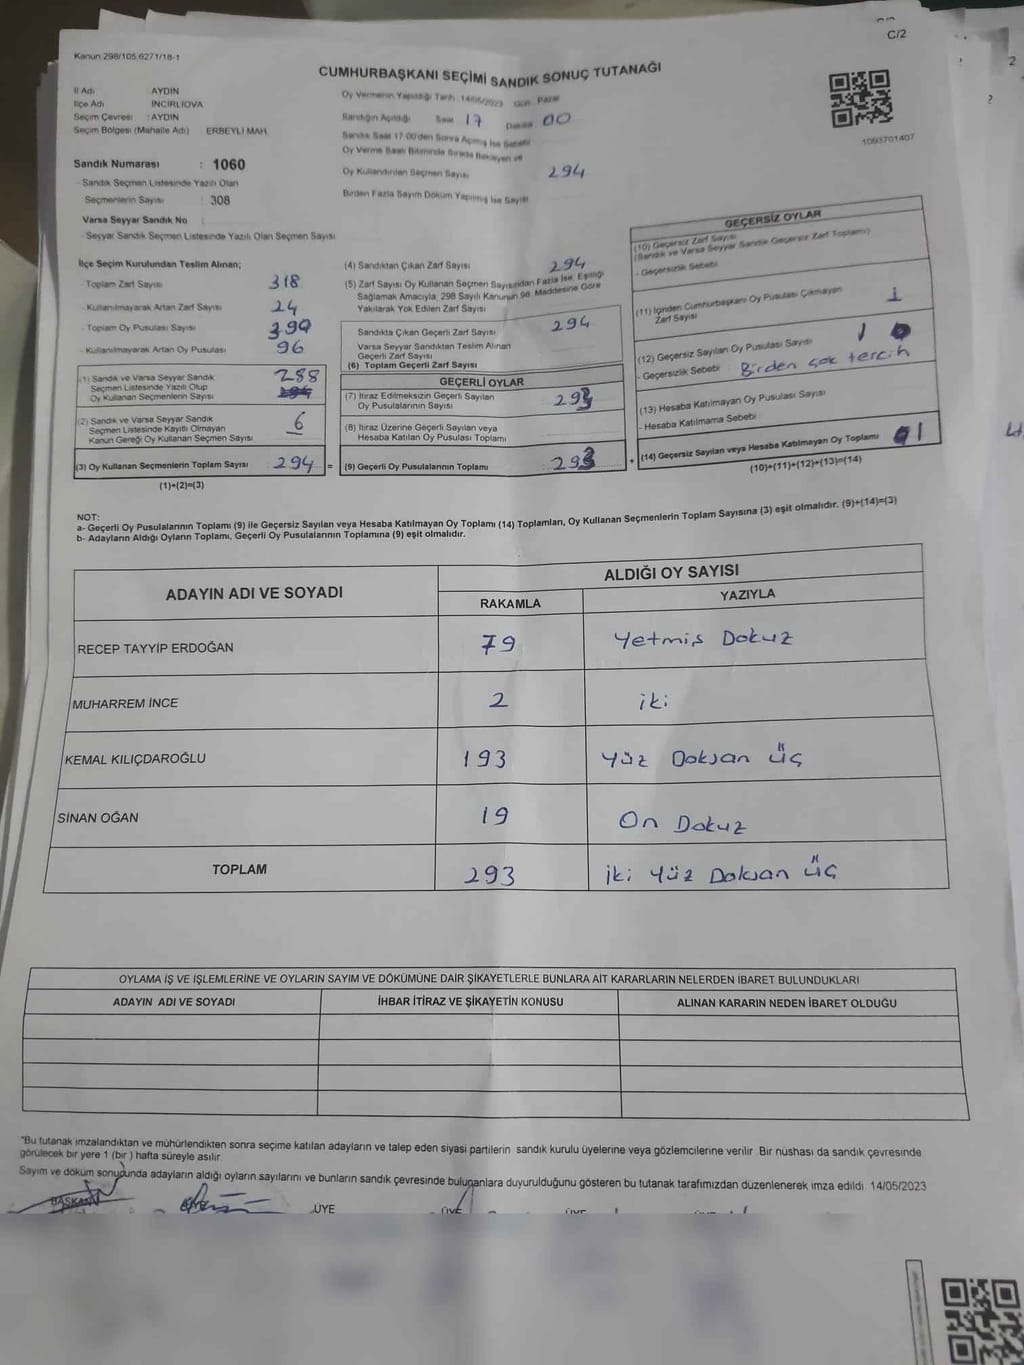 C/2
Kanun:298/105 6271/18-1
CUMHURBAŞKANI SEÇİMİ SANDIK SONUÇ TUTANAĞI
İl Adı AYDIN
İlçe Adı İNCİRLİOVA
Seçim Çevresi : AYDIN
Seçim Bölgesi (Mahalle Adı) ERBEYLİ MAH.
Oy Vermenin Yapıldığı Tarih 14/05/2023 Gün Pazar
Sandığın Açıldığı Saat 17 Dakika 00
Sandık Saat 17:00'den Sonra Açılmış İse Sebebi
Oy Verme Saati Bitiminde Sırada Bekleyen ve
Oy Kullandırılan Seçmen Sayısı 294
Birden Fazla Sayım Döküm Yapılmış İse Sayısı
1093701407
Sandık Numarası : 1060
Sandık Seçmen Listesinde Yazılı Olan
Seçmenlerin Sayısı : 308
Varsa Seyyar Sandık No :
- Seyyar Sandık Seçmen Listesinde Yazılı Olan Seçmen Sayısı
İlçe Seçim Kurulundan Teslim Alınan;
- Toplam Zarf Sayısı 318
- Kullanılmayarak Artan Zarf Sayısı 24
- Toplam Oy Pusulası Sayısı 390
- Kullanılmayarak Artan Oy Pusulası 96
(1) Sandık ve Varsa Seyyar Sandık
Seçmen Listesinde Yazılı Olup
Oy Kullanan Seçmenlerin Sayısı 288
(2) Sandık ve Varsa Seyyar Sandık
Seçmen Listesinde Kayıtlı Olmayan
Kanun Gereği Oy Kullanan Seçmen Sayısı 6
(3) Oy Kullanan Seçmenlerin Toplam Sayısı 294 =
(1)+(2)=(3)
(4) Sandıktan Çıkan Zarf Sayısı 294
(5) Zarf Sayısı Oy Kullanan Seçmen Sayısından Fazla İse, Eşitliği
Sağlamak Amacıyla, 298 Sayılı Kanunun 98. Maddesine Göre
Yakılarak Yok Edilen Zarf Sayısı
Sandıkta Çıkan Geçerli Zarf Sayısı 294
Varsa Seyyar Sandıktan Teslim Alınan
Geçerli Zarf Sayısı
(6) Toplam Geçerli Zarf Sayısı
GEÇERLİ OYLAR
(7) İtiraz Edilmeksizin Geçerli Sayılan
Oy Pusulalarının Sayısı 293
(8) İtiraz Üzerine Geçerli Sayılan veya
Hesaba Katılan Oy Pusulası Toplamı
(9) Geçerli Oy Pusulalarının Toplamı : 293 +
GEÇERSİZ OYLAR
(10) Geçersiz Zarf Sayısı
(Sandık ve Varsa Seyyar Sandık Geçersiz Zarf Toplamı)
- Geçersizlik Sebebi
(11) İçinden Cumhurbaşkanı Oy Pusulası Çıkmayan
Zarf Sayısı 1
(12) Geçersiz Sayılan Oy Pusulası Sayısı 1
- Geçersizlik Sebebi : Birden çok tercih
(13) Hesaba Katılmayan Oy Pusulası Sayısı
- Hesaba Katılmama Sebebi
(14) Geçersiz Sayılan veya Hesaba Katılmayan Oy Toplamı 1
(10)+(11)+(12)+(13)=(14)
NOT:
a- Geçerli Oy Pusulalarının Toplamı (9) ile Geçersiz Sayılan veya Hesaba Katılmayan Oy Toplamı (14) Toplamları, Oy Kullanan Seçmenlerin Toplam Sayısına (3) eşit olmalıdır. (9)+(14)=(3)
b- Adayların Aldığı Oyların Toplamı, Geçerli Oy Pusulalarının Toplamına (9) eşit olmalıdır.
ADAYIN ADI VE SOYADI ALDIĞI OY SAYISI
RAKAMLA YAZIYLA
RECEP TAYYİP ERDOĞAN 79 Yetmiş Dokuz
MUHARREM İNCE 2 iki
KEMAL KILIÇDAROĞLU 193 Yüz Doksan Üç
SİNAN OĞAN 19 On Dokuz
TOPLAM 293 iki Yüz Doksan Üç
OYLAMA İŞ VE İŞLEMLERİNE VE OYLARIN SAYIM VE DÖKÜMÜNE DAİR ŞİKAYETLERLE BUNLARA AİT KARARLARIN NELERDEN İBARET BULUNDUKLARI
ADAYIN ADI VE SOYADI İHBAR İTİRAZ VE ŞİKAYETİN KONUSU ALINAN KARARIN NEDEN İBARET OLDUĞU
*Bu tutanak imzalandıktan ve mühürlendikten sonra seçime katılan adayların ve talep eden siyasi partilerin sandık kurulu üyelerine veya gözlemcilerine verilir. Bir nüshası da sandık çevresinde
görülecek bir yere 1 (bir ) hafta süreyle asılır.
Sayım ve döküm sonucunda adayların aldığı oyların sayılarını ve bunların sandık çevresinde bulunanlara duyurulduğunu gösteren bu tutanak tarafımızdan düzenlenerek imza edildi. 14/05/2023
BAŞKAN ÜYE ÜYE ÜYE